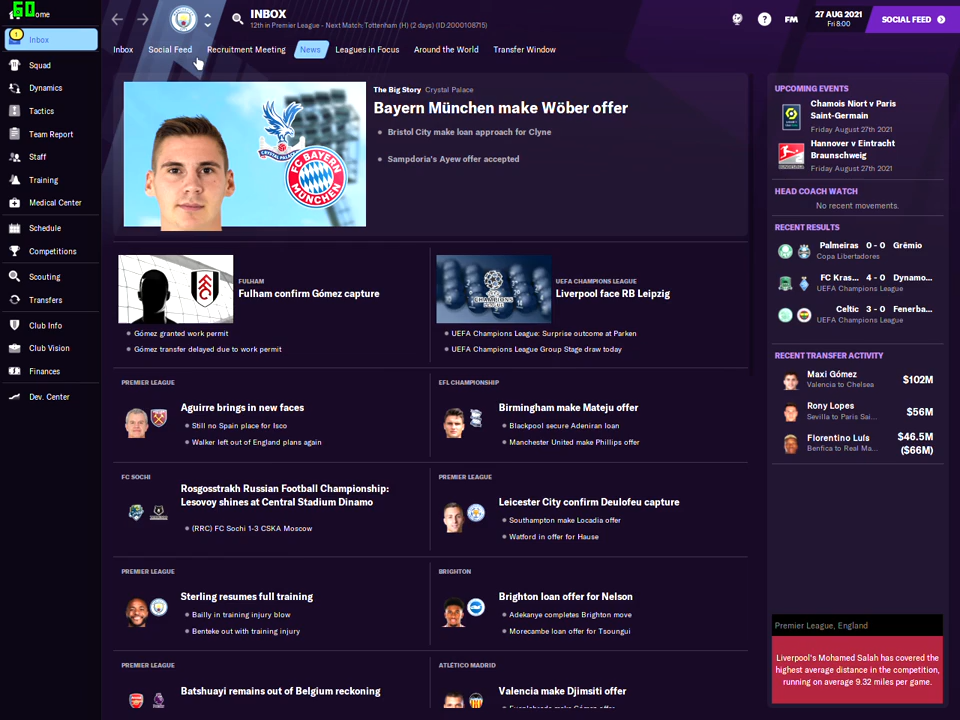 60
ome
INBOX
12th in Premier League - Next Match: Tottenham (H) (2 days) (ID:2000108715)
FM
27 AUG 2021
Fri 8:00
SOCIAL FEED
1
Inbox
Squad
Dynamics
Tactics
Team Report
Staff
Training
Medical Center
Schedule
Competitions
Scouting
Transfers
Club Info
Club Vision
Finances
Dev. Center
Inbox
Social Feed
Recruitment Meeting
News
Leagues in Focus
Around the World
Transfer Window
The Big Story Crystal Palace
Bayern München make Wöber offer
Bristol City make loan approach for Clyne
Sampdoria's Ayew offer accepted
FC BAYERN
MÜNCHEN
FULHAM
Fulham confirm Gómez capture
Gómez granted work permit
Gómez transfer delayed due to work permit
CHAMPIONS
LEAGUE
UEFA CHAMPIONS LEAGUE
Liverpool face RB Leipzig
UEFA Champions League: Surprise outcome at Parken
UEFA Champions League Group Stage draw today
PREMIER LEAGUE
Aguirre brings in new faces
Still no Spain place for Isco
Walker left out of England plans again
EFL CHAMPIONSHIP
Birmingham make Mateju offer
Blackpool secure Adeniran loan
Manchester United make Phillips offer
FC SOCHI
Rosgosstrakh Russian Football Championship:
Lesovoy shines at Central Stadium Dinamo
(RRC) FC Sochi 1-3 CSKA Moscow
PREMIER LEAGUE
Leicester City confirm Deulofeu capture
Southampton make Locadia offer
Watford in offer for Hause
PREMIER LEAGUE
Sterling resumes full training
Bailly in training injury blow
Benteke out with training injury
BRIGHTON
Brighton loan offer for Nelson
Adekanye completes Brighton move
Morecambe loan offer for Tsoungui
PREMIER LEAGUE
Batshuayi remains out of Belgium reckoning
ATLÉTICO MADRID
Valencia make Djimsiti offer
UPCOMING EVENTS
Chamois Niort v Paris
Saint-Germain
Friday August 27th 2021
Hannover v Eintracht
Braunschweig
Friday August 27th 2021
HEAD COACH WATCH
No recent movements.
RECENT RESULTS
Palmeiras 0 - 0 Grêmio
Copa Libertadores
FC Kras... 4 - 0 Dynamo...
UEFA Champions League
Celtic 3 - 0 Fenerba...
UEFA Champions League
RECENT TRANSFER ACTIVITY
Maxi Gómez
Valencia to Chelsea
$102M
Rony Lopes
Sevilla to Paris Sai...
$56M
Florentino Luís
Benfica to Real Ma...
$46.5M
($66M)
Premier League, England
Liverpool's Mohamed Salah has covered the
highest average distance in the competition,
running on average 9.32 miles per game.